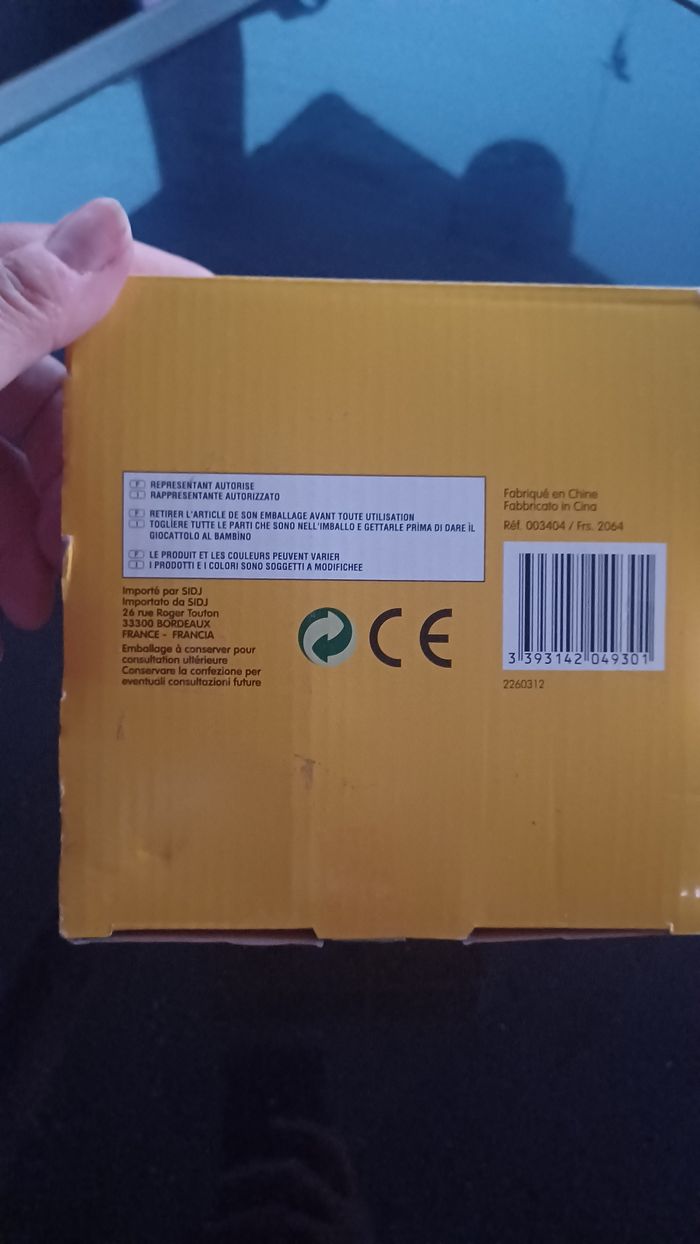 F REPRESENTANT AUTORISE
I RAPPRESENTANTE AUTORIZZATO
F RETIRER L'ARTICLE DE SON EMBALLAGE AVANT TOUTE UTILISATION
I TOGLIERE TUTTE LE PARTI CHE SONO NELL'IMBALLO E GETTARLE PRIMA DI DARE ÌL
GIOCATTOLO AL BAMBÌNO
F LE PRODUIT ET LES COULEURS PEUVENT VARIER
I I PRODOTTI E I COLORI SONO SOGGETTI A MODIFICHEE
Importé par SIDJ
Importato da SIDJ
26 rue Roger Touton
33300 BORDEAUX
FRANCE - FRANCIA
Emballage à conserver pour
consultation ultérieure
Conservare la confezione per
eventuali consultazioni future
CE
Fabriqué en Chine
Fabbricato in Cina
Réf. 003404 / Frs. 2064
3 393142 049301
2260312